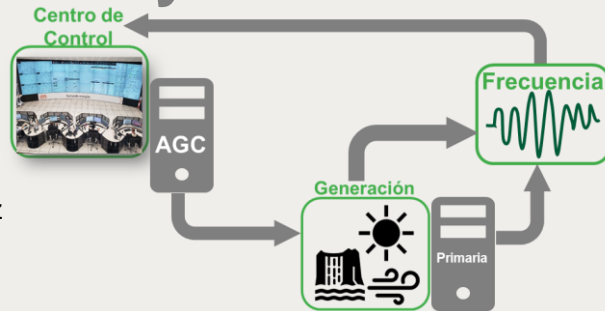 Centro de
Control
AGC
Frecuencia
Generación
Primaria